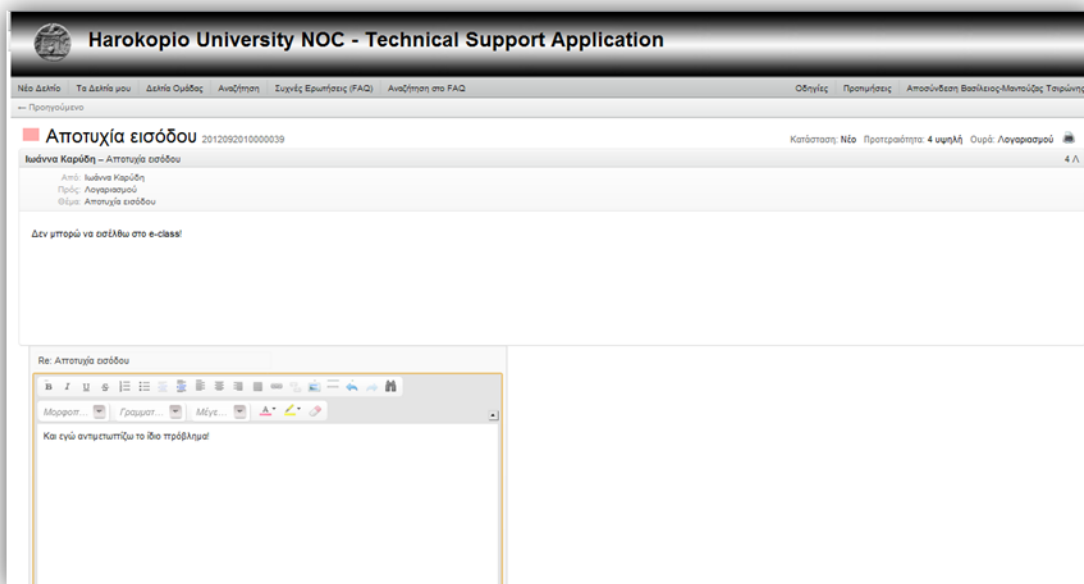 Harokopio University NOC - Technical Support Application
Νέο Δελτίο Τα Δελτία μου Δελτία Ομάδας Αναζήτηση Συχνές Ερωτήσεις (FAQ) Αναζήτηση στο FAQ Οδηγίες Προτιμήσεις Αποσύνδεση Βασίλειος-Μαντούζας Τσιρώνης
← Προηγούμενο
Αποτυχία εισόδου 2012092010000039 Κατάσταση: Νέο Προτεραιότητα: 4 υψηλή Ουρά: Λογαριασμού
Ιωάννα Καρύδη – Αποτυχία εισόδου 4 Λ
Από: Ιωάννα Καρύδη
Πρός: Λογαριασμού
Θέμα: Αποτυχία εισόδου
Δεν μπορώ να εισέλθω στο e-class!
Re: Αποτυχία εισόδου
B I U S
Μορφοπ... Γραμματ... Μέγε... A
Και εγώ αντιμετωπίζω το ίδιο πρόβλημα!